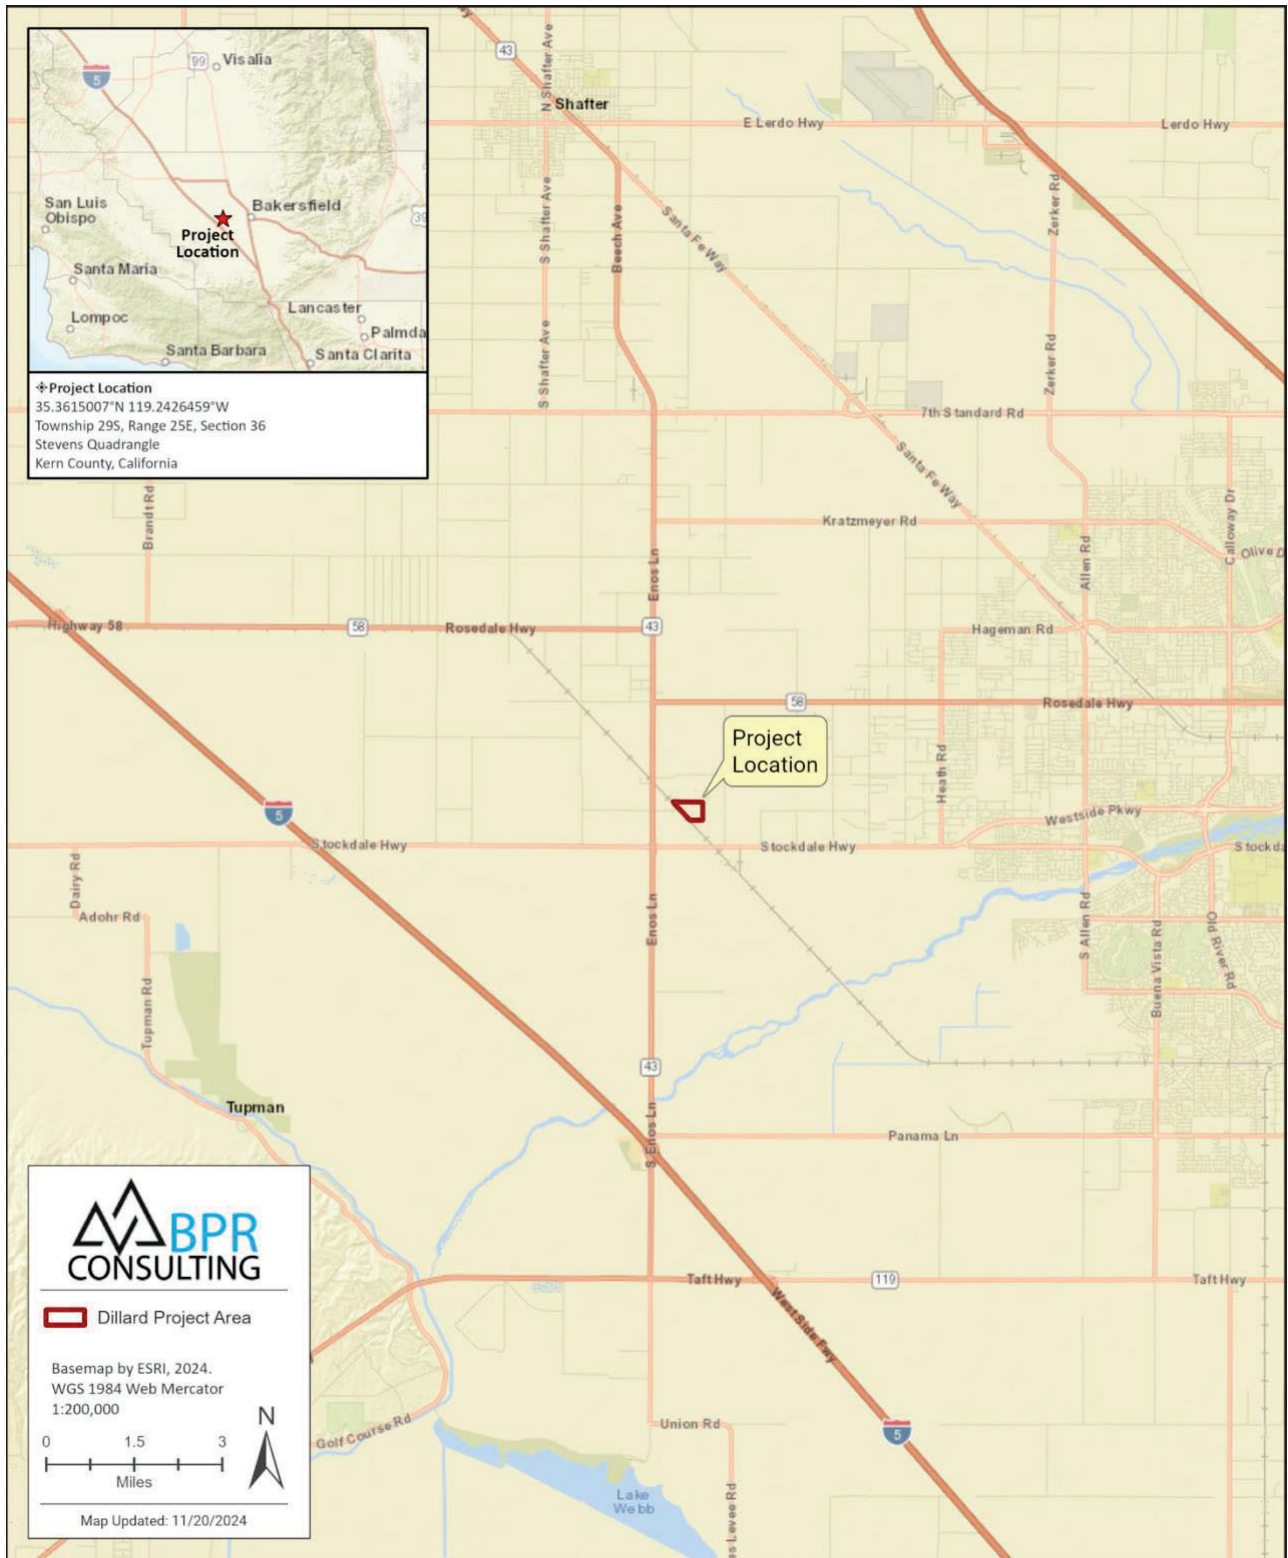 99
Visalia
5
San Luis
Obispo
Bakersfield
Project
Location
Santa Maria
Lompoc
Lancaster
Palmda
Santa Barbara
Santa Clarita
Project Location
35.3615007°N 119.2426459°W
Township 29S, Range 25E, Section 36
Stevens Quadrangle
Kern County, California
43
N Shafter Ave
Shafter
E Lerdo Hwy
Lerdo Hwy
S Shafter Ave
Beech Ave
Santa Fe Way
Zerker Rd
S Shafter Ave
Zerker Rd
7th Standard Rd
Santa Fe Way
Brandt Rd
Kratzmeyer Rd
Enos Ln
Allen Rd
Calloway Dr
Olive D
Highway 58
58
Rosedale Hwy
43
Hageman Rd
58
Rosedale Hwy
Project
Location
Heath Rd
5
Westside Pkwy
Stockdale Hwy
Stockdale Hwy
Stockda
Dairy Rd
Adohr Rd
Enos Ln
S Allen Rd
Buena Vista Rd
Old River Rd
Tupman Rd
43
Tupman
S Enos Ln
Panama Ln
Taft Hwy
119
Taft Hwy
West Side Fwy
Union Rd
5
Golf Course Rd
Lake
Webb
es Levee Rd
BPR
CONSULTING
Dillard Project Area
Basemap by ESRI, 2024.
WGS 1984 Web Mercator
1:200,000
N
0 1.5 3
Miles
Map Updated: 11/20/2024